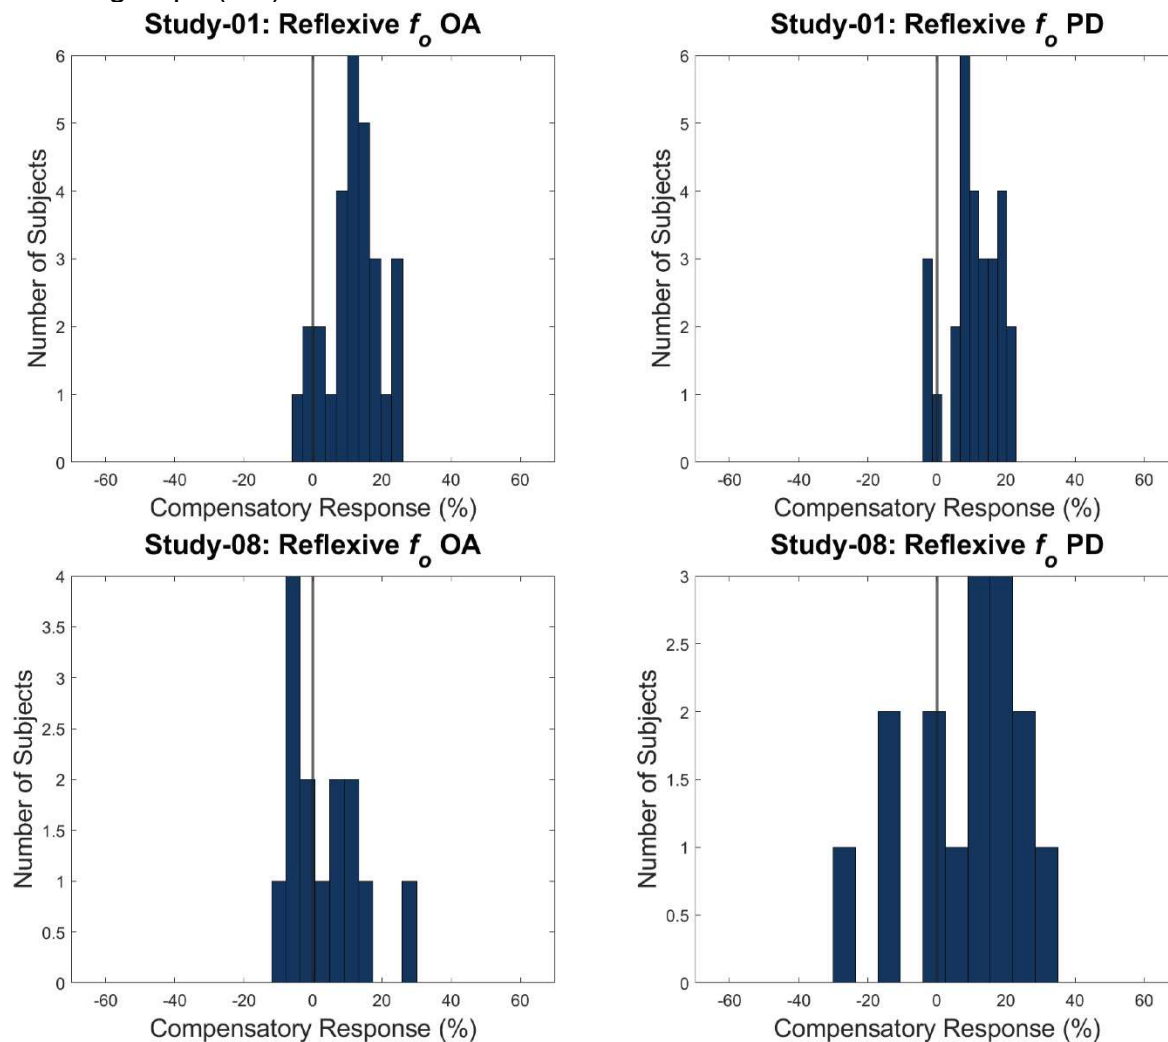 Study-01: Reflexive fo OA
6
5
4
3
2
1
0
Number of Subjects
-60 -40 -20 0 20 40 60
Compensatory Response (%)
Study-01: Reflexive fo PD
6
5
4
3
2
1
0
Number of Subjects
-60 -40 -20 0 20 40 60
Compensatory Response (%)
Study-08: Reflexive fo OA
4
3.5
3
2.5
2
1.5
1
0.5
0
Number of Subjects
-60 -40 -20 0 20 40 60
Compensatory Response (%)
Study-08: Reflexive fo PD
3
2.5
2
1.5
1
0.5
0
Number of Subjects
-60 -40 -20 0 20 40 60
Compensatory Response (%)